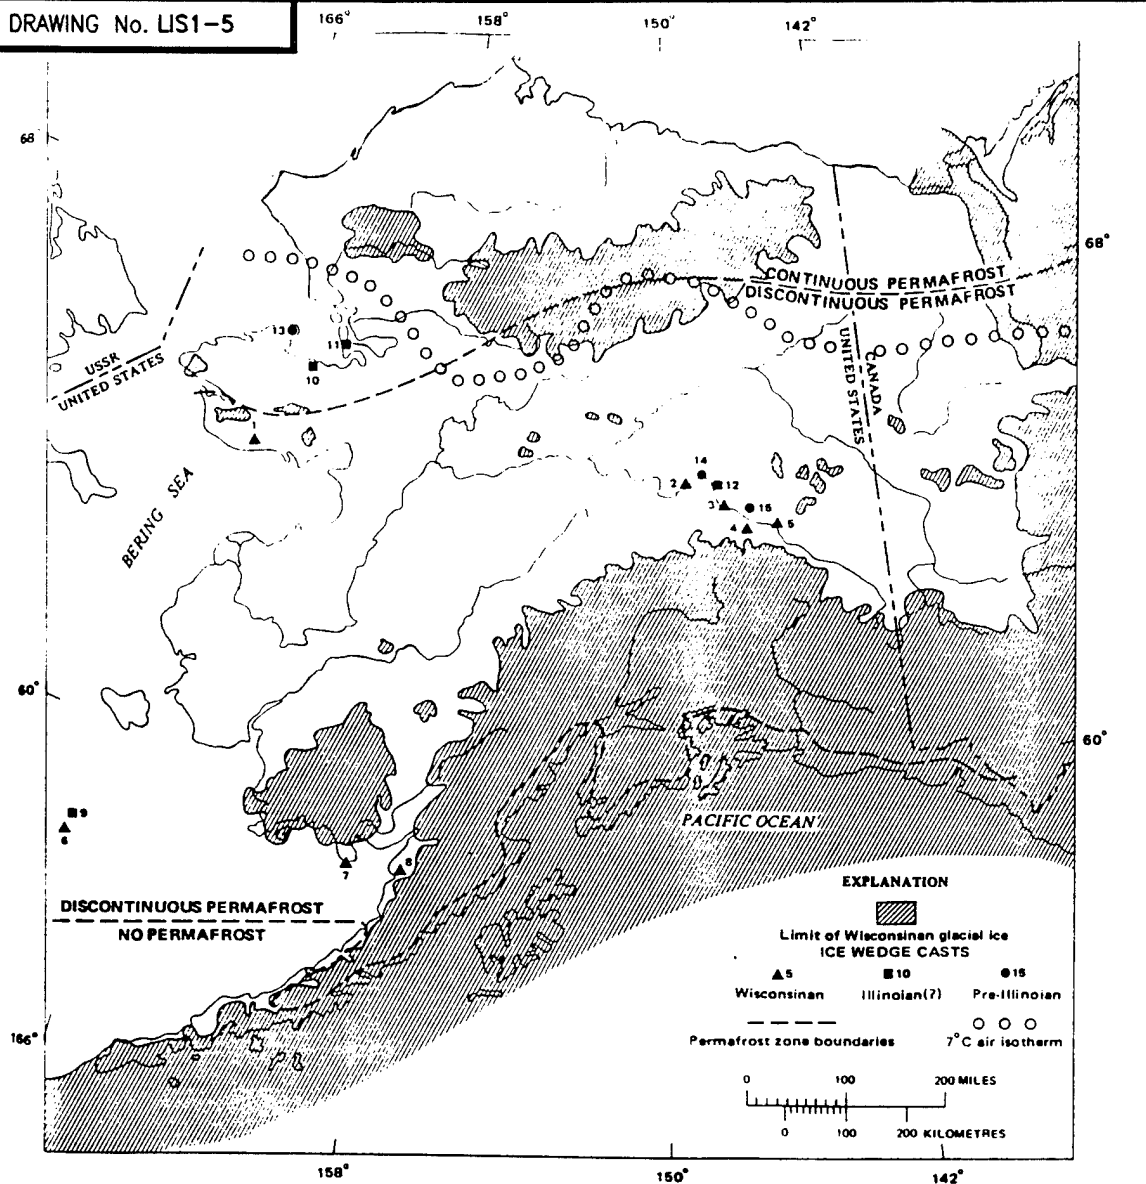 DRAWING No. LIS1-5
166°
158°
150°
142°
68
68°
CONTINUOUS PERMAFROST
DISCONTINUOUS PERMAFROST
13
11
10
USSR
UNITED STATES
UNITED STATES
CANADA
BERING SEA
14
2
12
3
15
4
5
60°
60°
9
6
7
8
PACIFIC OCEAN
DISCONTINUOUS PERMAFROST
NO PERMAFROST
EXPLANATION
Limit of Wisconsinan glacial ice
ICE WEDGE CASTS
5
10
15
Wisconsinan
Illinoian(?)
Pre-Illinoian
Permafrost zone boundaries
7°C air isotherm
0 100 200 MILES
0 100 200 KILOMETRES
166°
158°
150°
142°